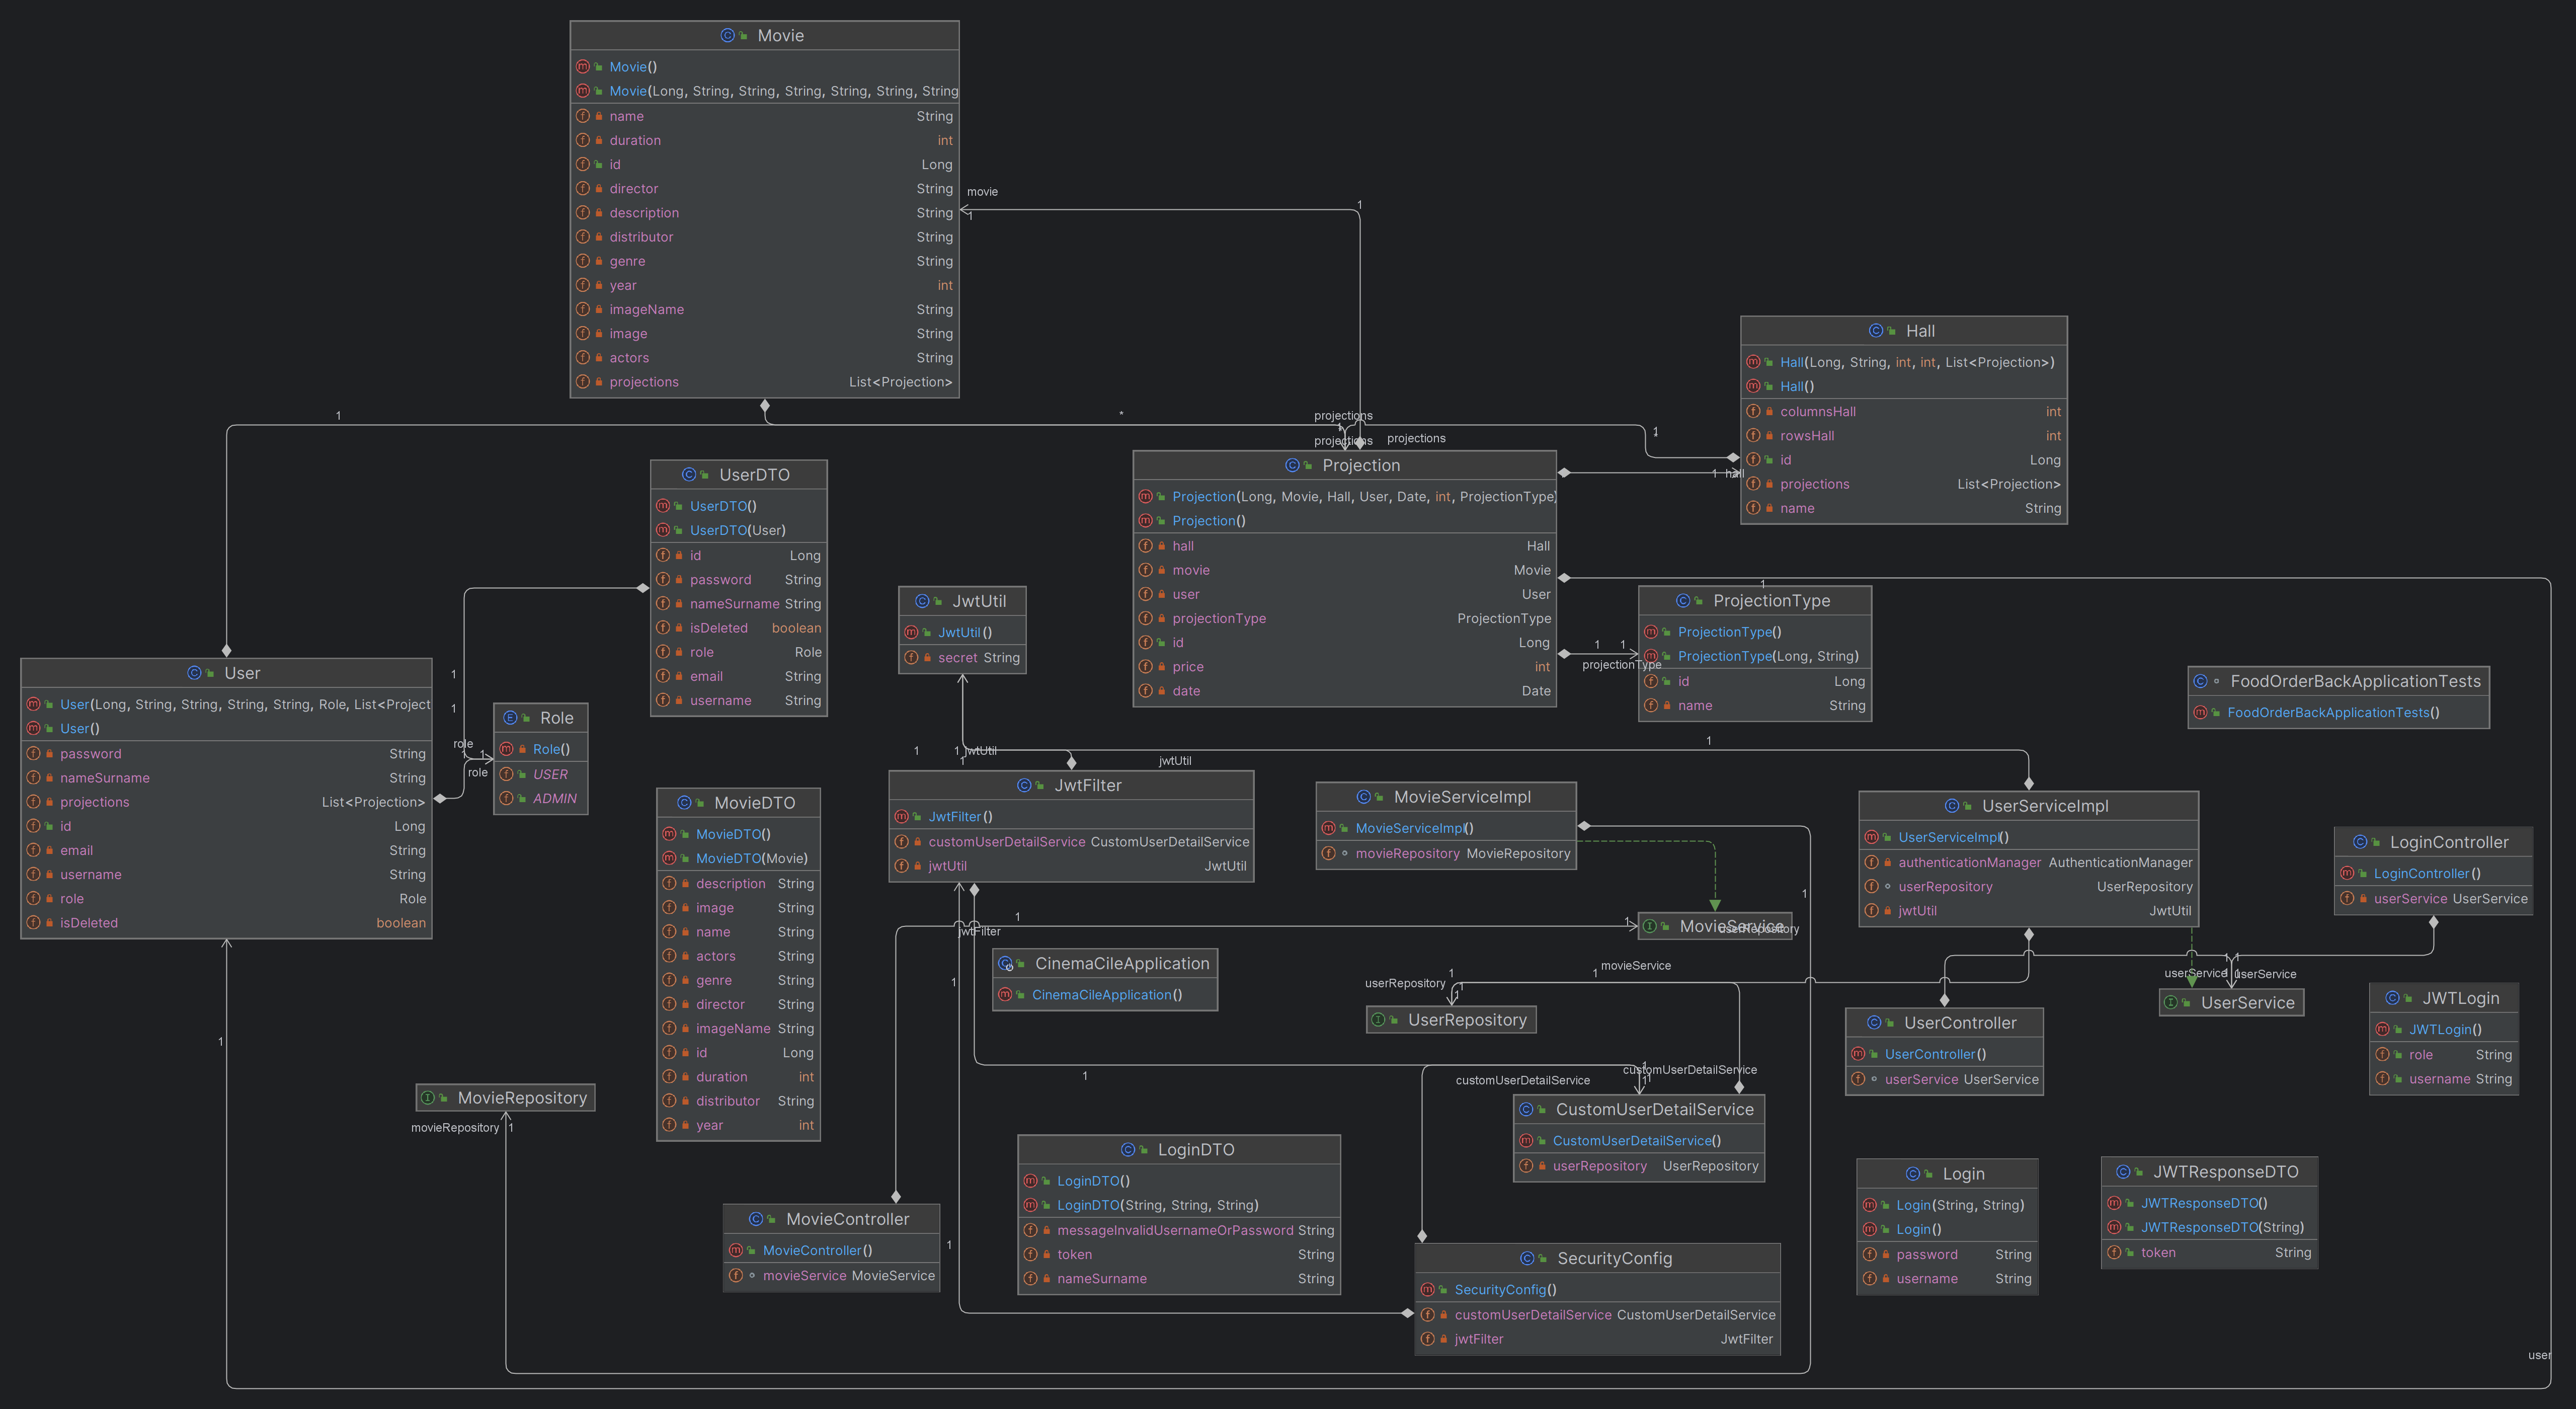 Movie
Movie()
Movie(Long, String, String, String, String, String, String
name String
duration int
id Long
director String
description String
distributor String
genre String
year int
imageName String
image String
actors String
projections List<Projection>
movie
1
1
Hall
Hall(Long, String, int, int, List<Projection>)
Hall()
columnsHall int
rowsHall int
id Long
projections List<Projection>
name String
1
*
projections
projections
projections
1
1 hall
Projection
Projection(Long, Movie, Hall, User, Date, int, ProjectionType)
Projection()
hall Hall
movie Movie
user User
projectionType ProjectionType
id Long
price int
date Date
UserDTO
UserDTO()
UserDTO(User)
id Long
password String
nameSurname String
isDeleted boolean
role Role
email String
username String
JwtUtil
JwtUtil()
secret String
1
ProjectionType
ProjectionType()
ProjectionType(Long, String)
id Long
name String
1 1
projectionType
User
User(Long, String, String, String, String, Role, List<Project
User()
password String
nameSurname String
projections List<Projection>
id Long
email String
username String
role Role
isDeleted boolean
1
1
role
1
role
Role
Role()
USER
ADMIN
FoodOrderBackApplicationTests
FoodOrderBackApplicationTests()
1
1 jwtUtil
1
jwtUtil
1
JwtFilter
JwtFilter()
customUserDetailService CustomUserDetailService
jwtUtil JwtUtil
MovieDTO
MovieDTO()
MovieDTO(Movie)
description String
image String
name String
actors String
genre String
director String
imageName String
id Long
duration int
distributor String
year int
MovieServiceImpl
MovieServiceImpl()
movieRepository MovieRepository
1
UserServiceImpl
UserServiceImpl()
authenticationManager AuthenticationManager
userRepository UserRepository
jwtUtil JwtUtil
LoginController
LoginController()
userService UserService
1
jwtFilter
1
MovieService
userRepository
CinemaCileApplication
CinemaCileApplication()
1
movieService
1
1
userRepository
1
UserRepository
userService
userService
UserService
UserController
UserController()
userService UserService
JWTLogin
JWTLogin()
role String
username String
1
1
customUserDetailService
customUserDetailService
1
1
CustomUserDetailService
CustomUserDetailService()
userRepository UserRepository
MovieRepository
movieRepository 1
LoginDTO
LoginDTO()
LoginDTO(String, String, String)
messageInvalidUsernameOrPassword String
token String
nameSurname String
Login
Login(String, String)
Login()
password String
username String
JWTResponseDTO
JWTResponseDTO()
JWTResponseDTO(String)
token String
MovieController
MovieController()
movieService MovieService
1
SecurityConfig
SecurityConfig()
customUserDetailService CustomUserDetailService
jwtFilter JwtFilter
user